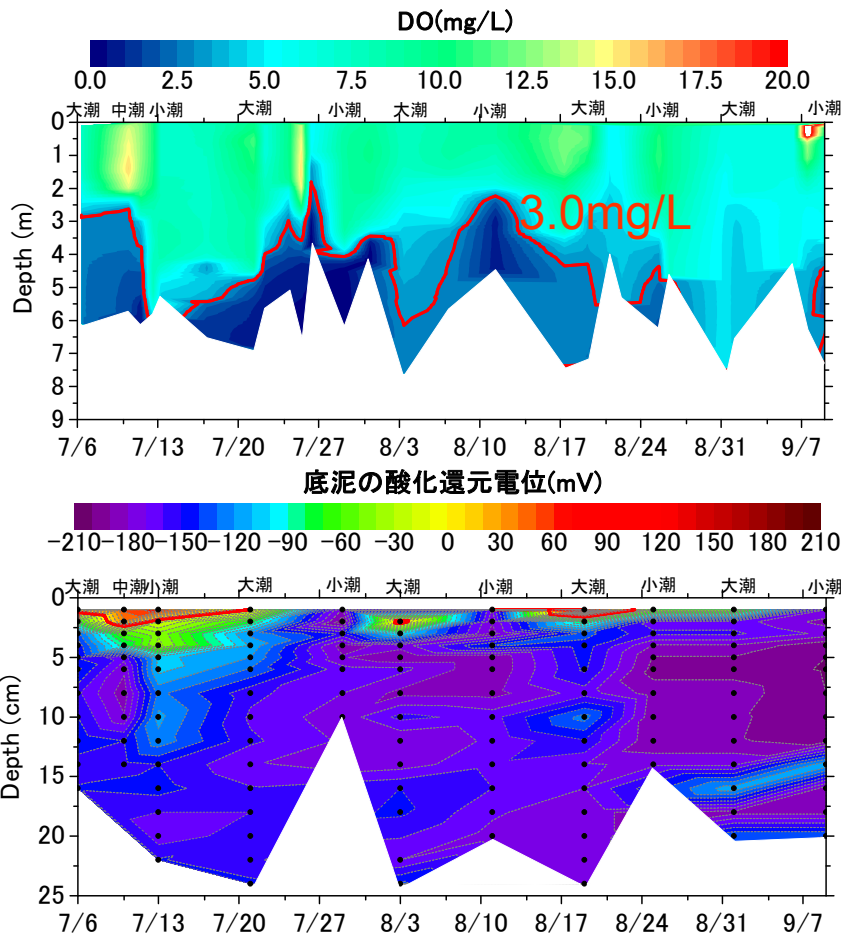 DO(mg/L)
0.0 2.5 5.0 7.5 10.0 12.5 15.0 17.5 20.0
大潮 中潮 小潮 大潮 小潮 大潮 小潮 大潮 小潮 大潮 小潮
Depth (m)
0
1
2
3
4
5
6
7
8
9
3.0mg/L
7/6 7/13 7/20 7/27 8/3 8/10 8/17 8/24 8/31 9/7
底泥の酸化還元電位(mV)
-210 -180 -150 -120 -90 -60 -30 0 30 60 90 120 150 180 210
大潮 中潮 小潮 大潮 小潮 大潮 小潮 大潮 小潮 大潮 小潮
Depth (cm)
0
5
10
15
20
25
7/6 7/13 7/20 7/27 8/3 8/10 8/17 8/24 8/31 9/7